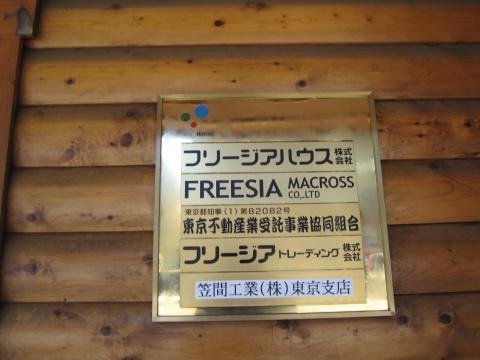 フリージアハウス株式会社
FREESIA MACROSS CO.,LTD
東京都知事(1)第82082号
東京不動産業受託事業協同組合
フリージアトレーディング株式会社
笠間工業(株)東京支店